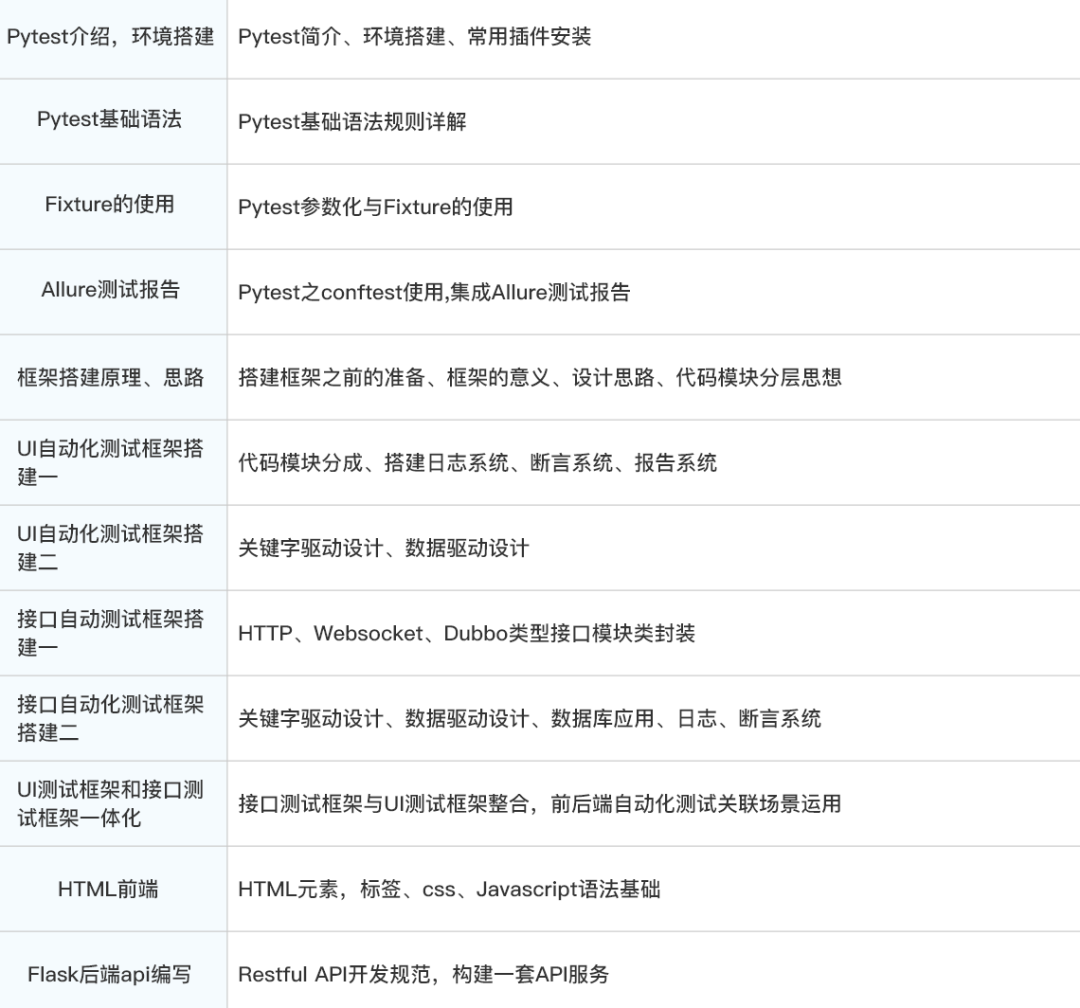 Pytest介绍，环境搭建
Pytest简介、环境搭建、常用插件安装
Pytest基础语法
Pytest基础语法规则详解
Fixture的使用
Pytest参数化与Fixture的使用
Allure测试报告
Pytest之conftest使用,集成Allure测试报告
框架搭建原理、思路
搭建框架之前的准备、框架的意义、设计思路、代码模块分层思想
UI自动化测试框架搭
建一
代码模块分成、搭建日志系统、断言系统、报告系统
UI自动化测试框架搭
建二
关键字驱动设计、数据驱动设计
接口自动测试框架搭
建一
HTTP、Websocket、Dubbo类型接口模块类封装
接口自动化测试框架
搭建二
关键字驱动设计、数据驱动设计、数据库应用、日志、断言系统
UI测试框架和接口测
试框架一体化
接口测试框架与UI测试框架整合，前后端自动化测试关联场景运用
HTML前端
HTML元素，标签、css、Javascript语法基础
Flask后端api编写
Restful API开发规范，构建一套API服务